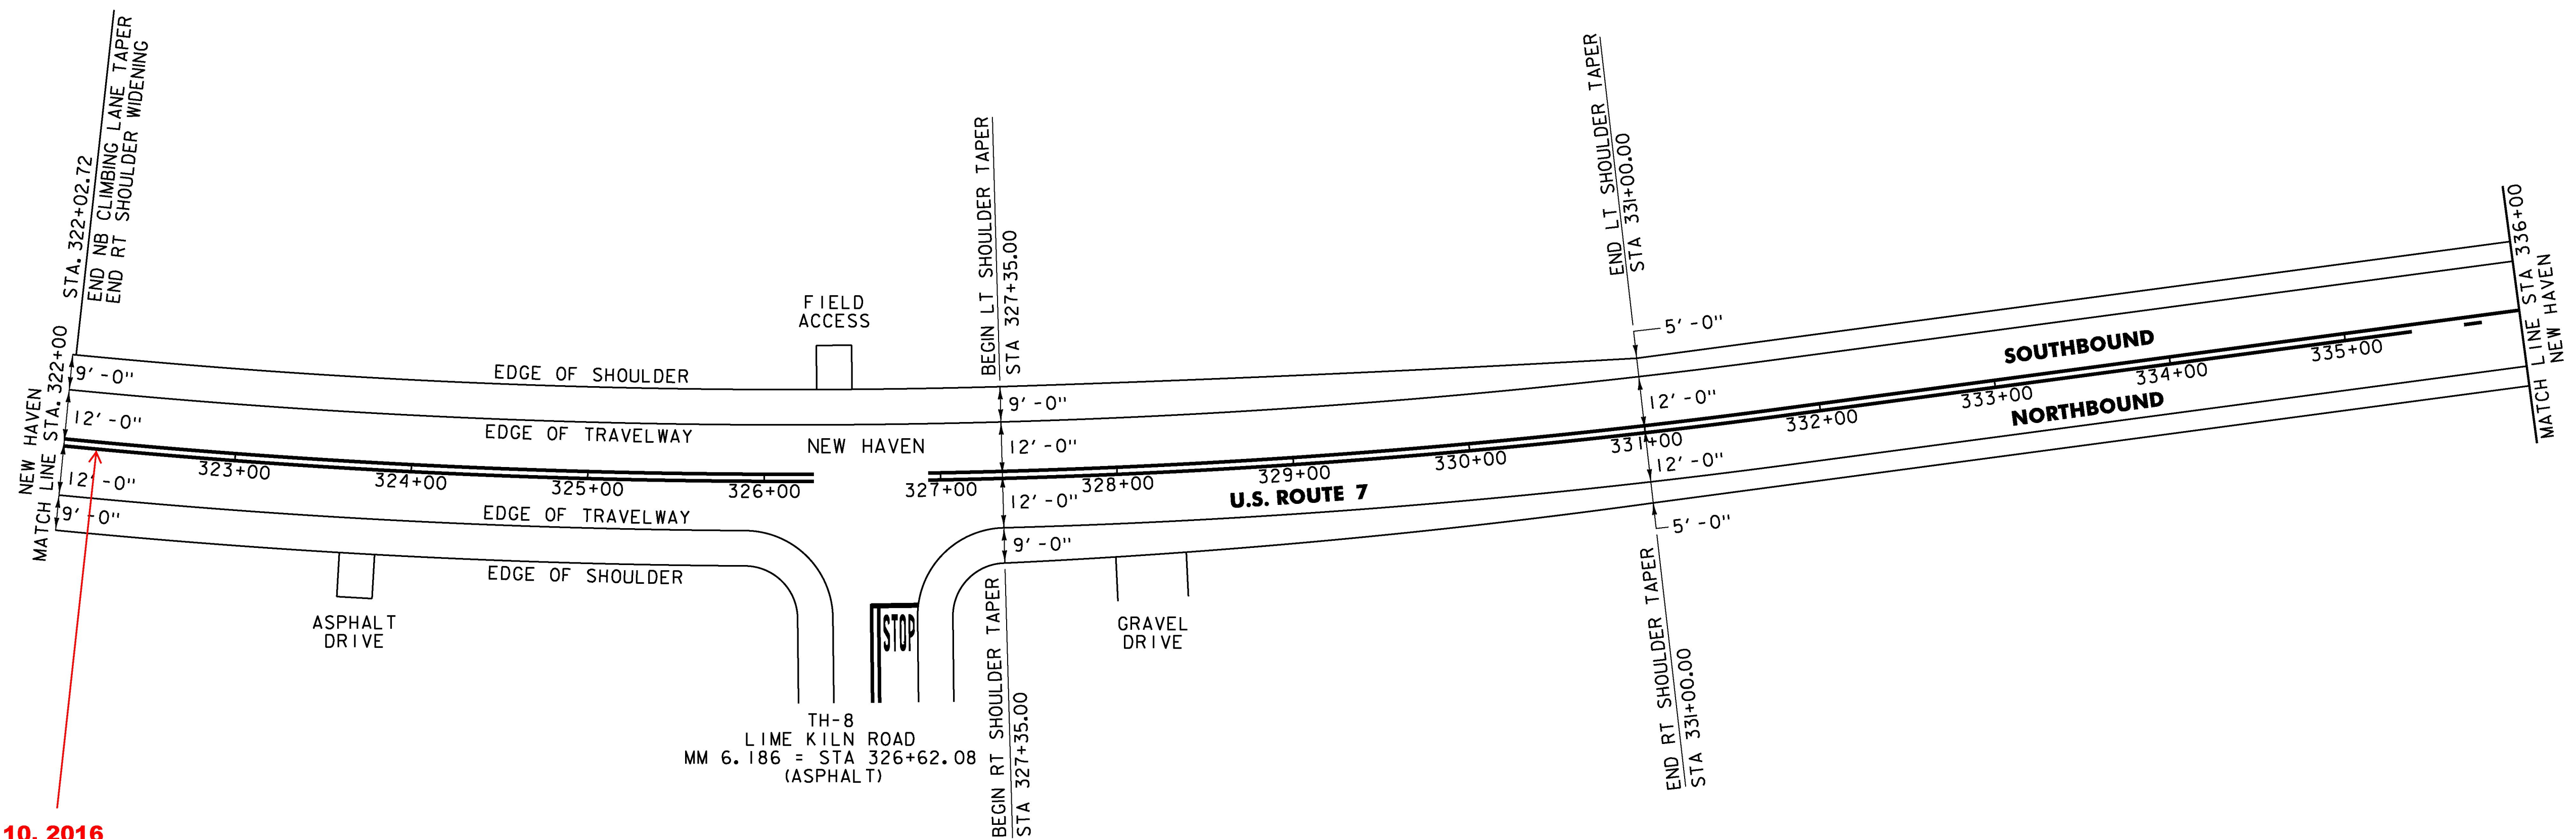 STA. 322+02.72
END NB CLIMBING LANE TAPER
END RT SHOULDER WIDENING
NEW HAVEN
MATCH LINE STA. 322+00
9'-0"
12'-0"
12'-0"
9'-0"
EDGE OF SHOULDER
EDGE OF TRAVELWAY
323+00
324+00
325+00
326+00
EDGE OF TRAVELWAY
EDGE OF SHOULDER
ASPHALT
DRIVE
FIELD
ACCESS
NEW HAVEN
STOP
TH-8
LIME KILN ROAD
MM 6.186 = STA 326+62.08
(ASPHALT)
BEGIN LT SHOULDER TAPER
STA 327+35.00
9'-0"
12'-0"
327+00
12'-0"
9'-0"
BEGIN RT SHOULDER TAPER
STA 327+35.00
328+00
329+00
330+00
U.S. ROUTE 7
GRAVEL
DRIVE
END LT SHOULDER TAPER
STA 331+00.00
5'-0"
12'-0"
331+00
12'-0"
5'-0"
END RT SHOULDER TAPER
STA 331+00.00
SOUTHBOUND
332+00
333+00
334+00
335+00
NORTHBOUND
MATCH LINE STA 336+00
NEW HAVEN
10, 2016